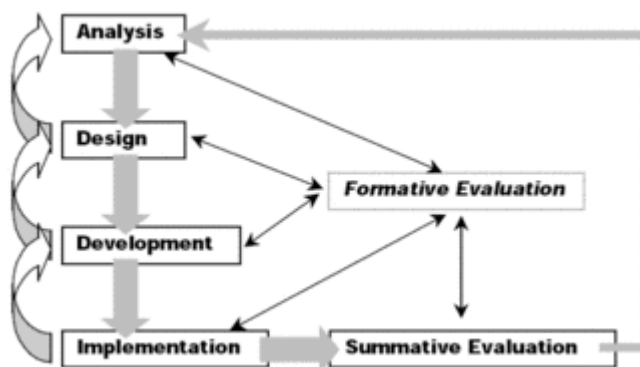 Analysis
Design
Formative Evaluation
Development
Implementation
Summative Evaluation